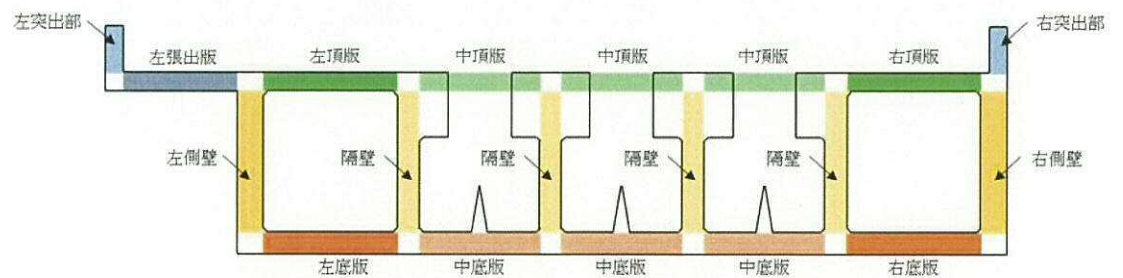 左突出部
右突出部
左張出版
左頂版
中頂版
中頂版
中頂版
右頂版
左側壁
隔壁
隔壁
隔壁
隔壁
右側壁
左底版
中底版
中底版
中底版
右底版